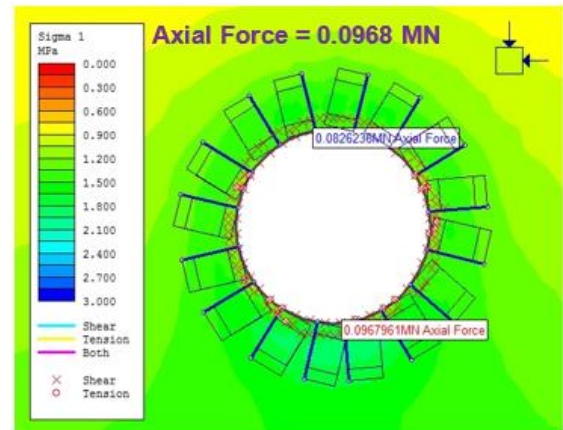 Axial Force = 0.0968 MN
Sigma 1
MPa
0.000
0.300
0.600
0.900
1.200
1.500
1.800
2.100
2.400
2.700
3.000
Shear
Tension
Both
Shear
Tension
0.0826238MN Axial Force
0.0967961MN Axial Force